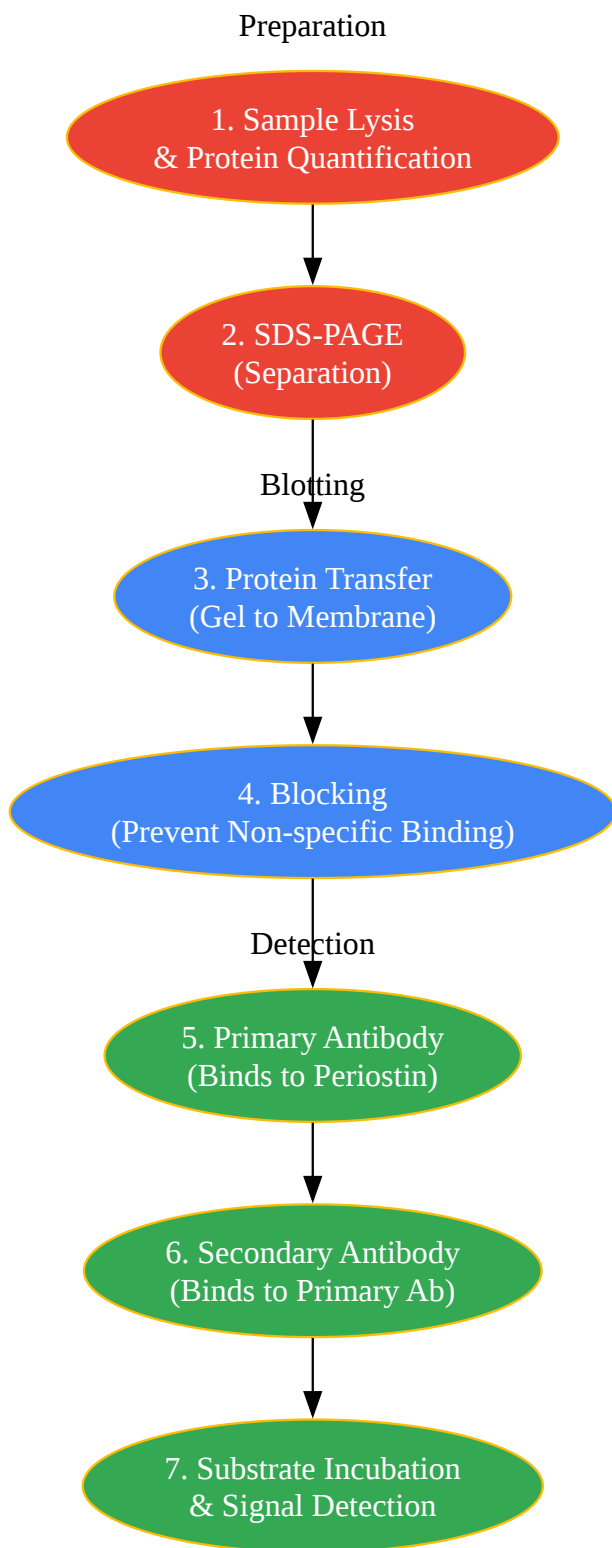 Preparation
1. Sample Lysis
& Protein Quantification
2. SDS-PAGE
(Separation)
Blotting
3. Protein Transfer
(Gel to Membrane)
4. Blocking
(Prevent Non-specific Binding)
Detection
5. Primary Antibody
(Binds to Periostin)
6. Secondary Antibody
(Binds to Primary Ab)
7. Substrate Incubation
& Signal Detection